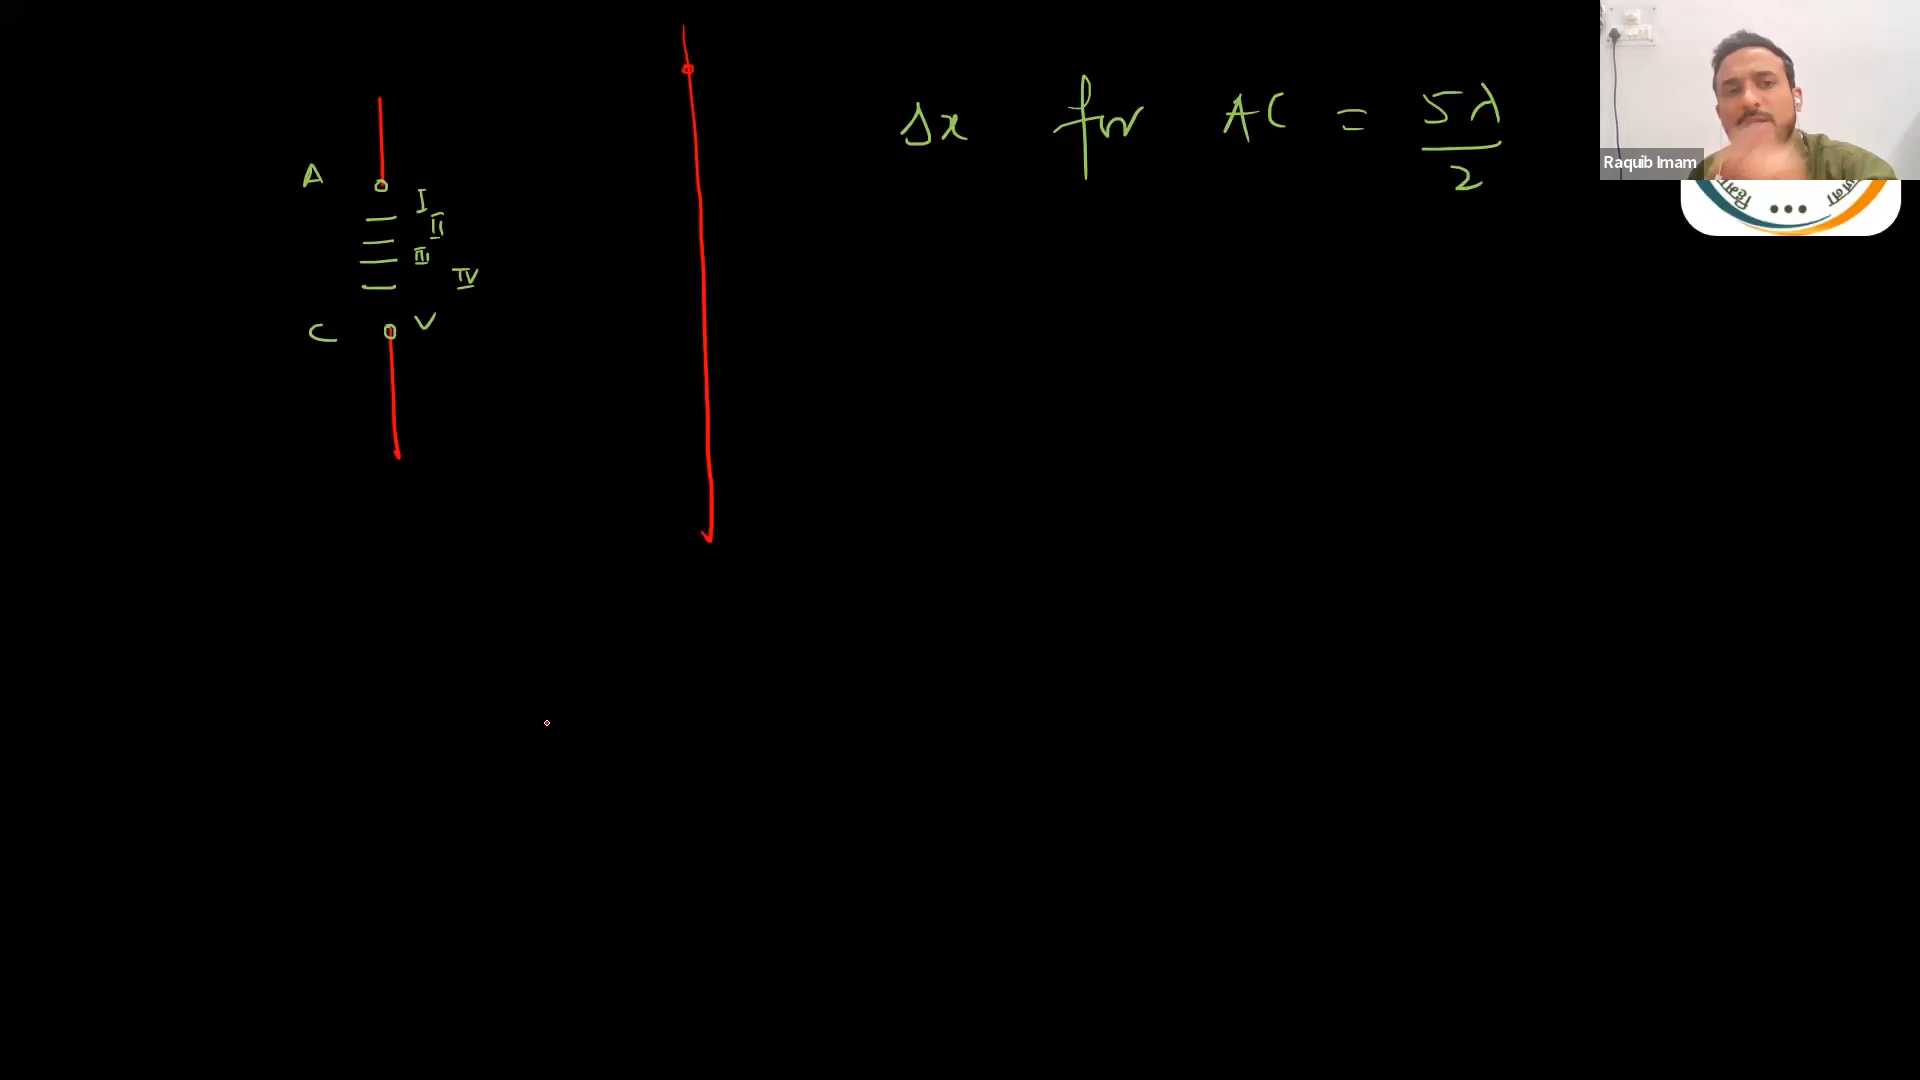 Δx for AC = 5λ/2
A
I
II
III
IV
C
V
Raquib Imam